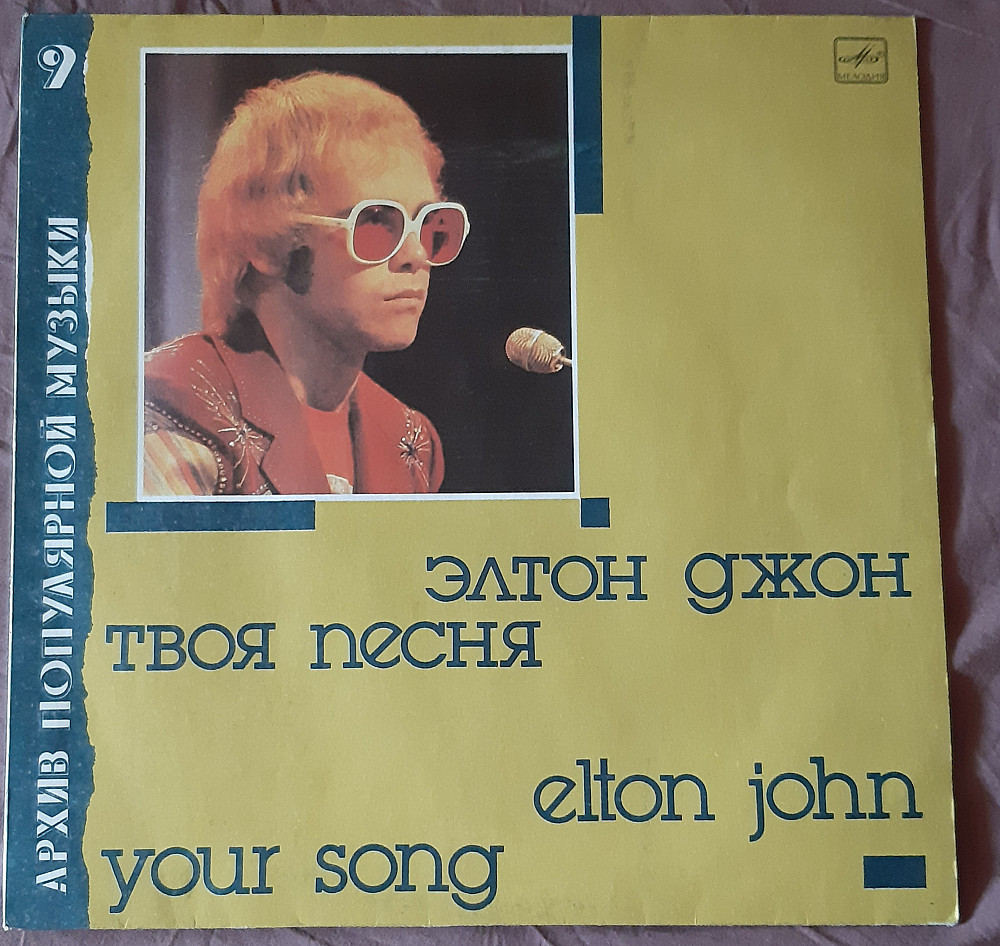 9
АРХИВ ПОПУЛЯРНОЙ МУЗЫКИ
МЕЛОДИЯ
элтон джон
твоя песня
elton john
your song